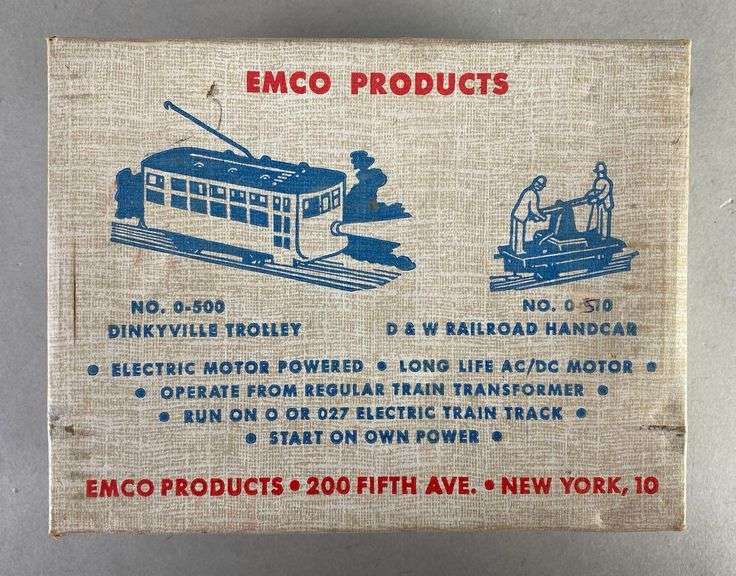 EMCO PRODUCTS
NO. 0-500
DINKYVILLE TROLLEY
NO. 0 510
D & W RAILROAD HANDCAR
• ELECTRIC MOTOR POWERED • LONG LIFE AC/DC MOTOR •
• OPERATE FROM REGULAR TRAIN TRANSFORMER •
• RUN ON O OR 027 ELECTRIC TRAIN TRACK •
• START ON OWN POWER •
EMCO PRODUCTS • 200 FIFTH AVE. • NEW YORK, 10